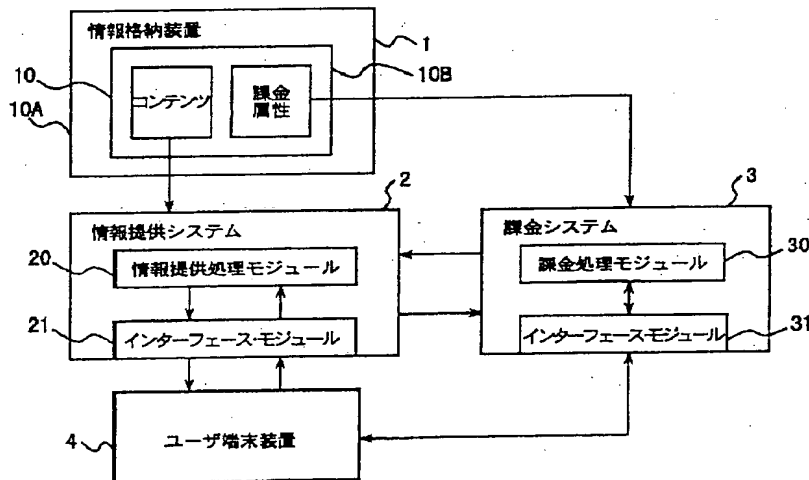 情報格納装置
1
10
10B
コンテンツ
課金
属性
10A
2
3
情報提供システム
課金システム
20
情報提供処理モジュール
課金処理モジュール
30
21
インターフェース・モジュール
インターフェース・モジュール
31
4
ユーザ端末装置